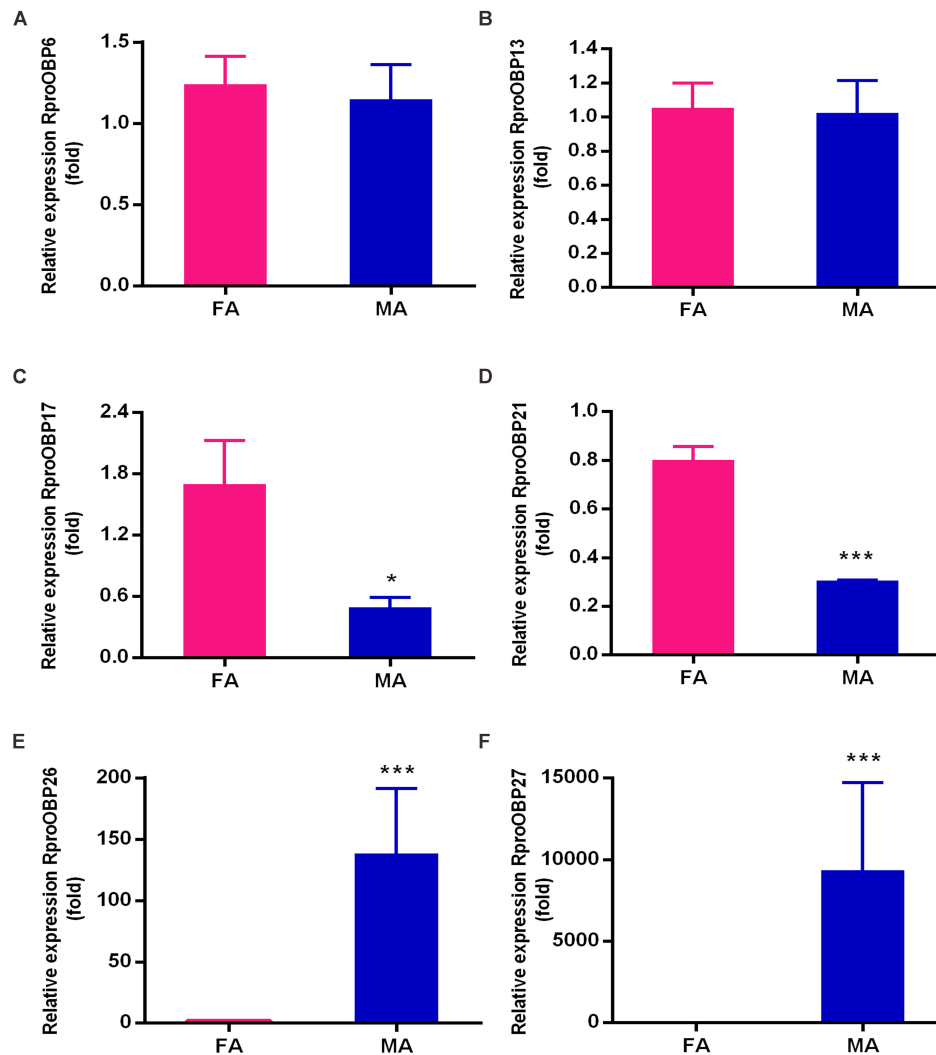 A
Relative expression RproOBP6
(fold)
1.5
1.0
0.5
0.0
FA
MA
B
Relative expression RproOBP13
(fold)
1.4
1.2
1.0
0.8
0.6
0.4
0.2
0.0
FA
MA
C
Relative expression RproOBP17
(fold)
2.4
1.8
1.2
0.6
0.0
*
FA
MA
D
Relative expression RproOBP21
(fold)
1.0
0.8
0.6
0.4
0.2
0.0
***
FA
MA
E
Relative expression RproOBP26
(fold)
200
150
100
50
0
***
FA
MA
F
Relative expression RproOBP27
(fold)
15000
10000
5000
0
***
FA
MA